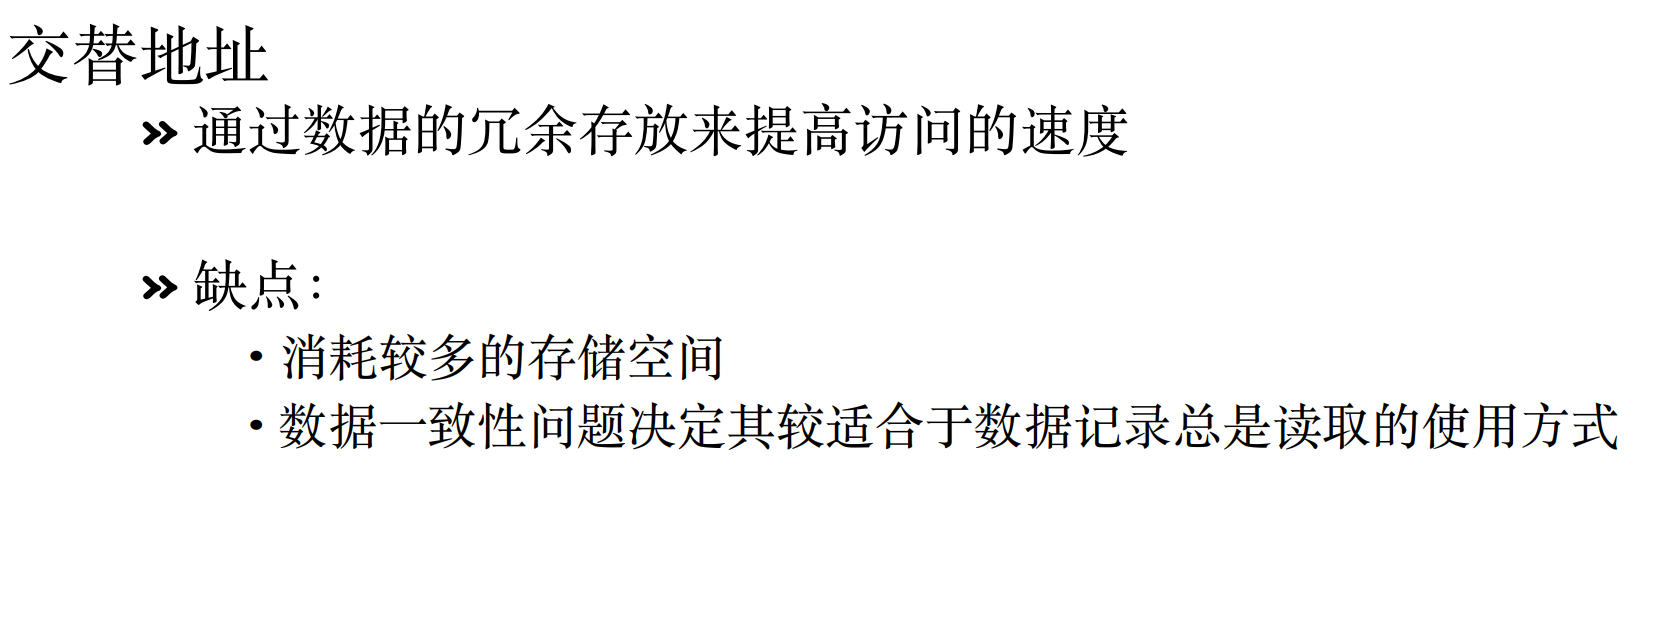 交替地址
» 通过数据的冗余存放来提高访问的速度
» 缺点：
• 消耗较多的存储空间
• 数据一致性问题决定其较适合于数据记录总是读取的使用方式